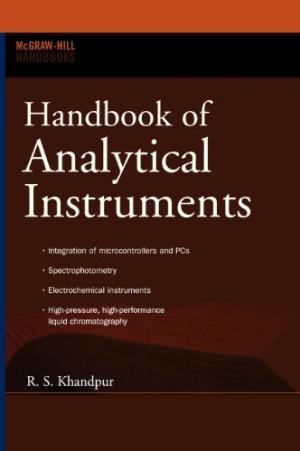 McGRAW-HILL
HANDBOOKS
Handbook of
Analytical
Instruments
• Integration of microcontrollers and PCs
• Spectrophotometry
• Electrochemical instruments
• High-pressure, high-performance
liquid chromatography
R. S. Khandpur